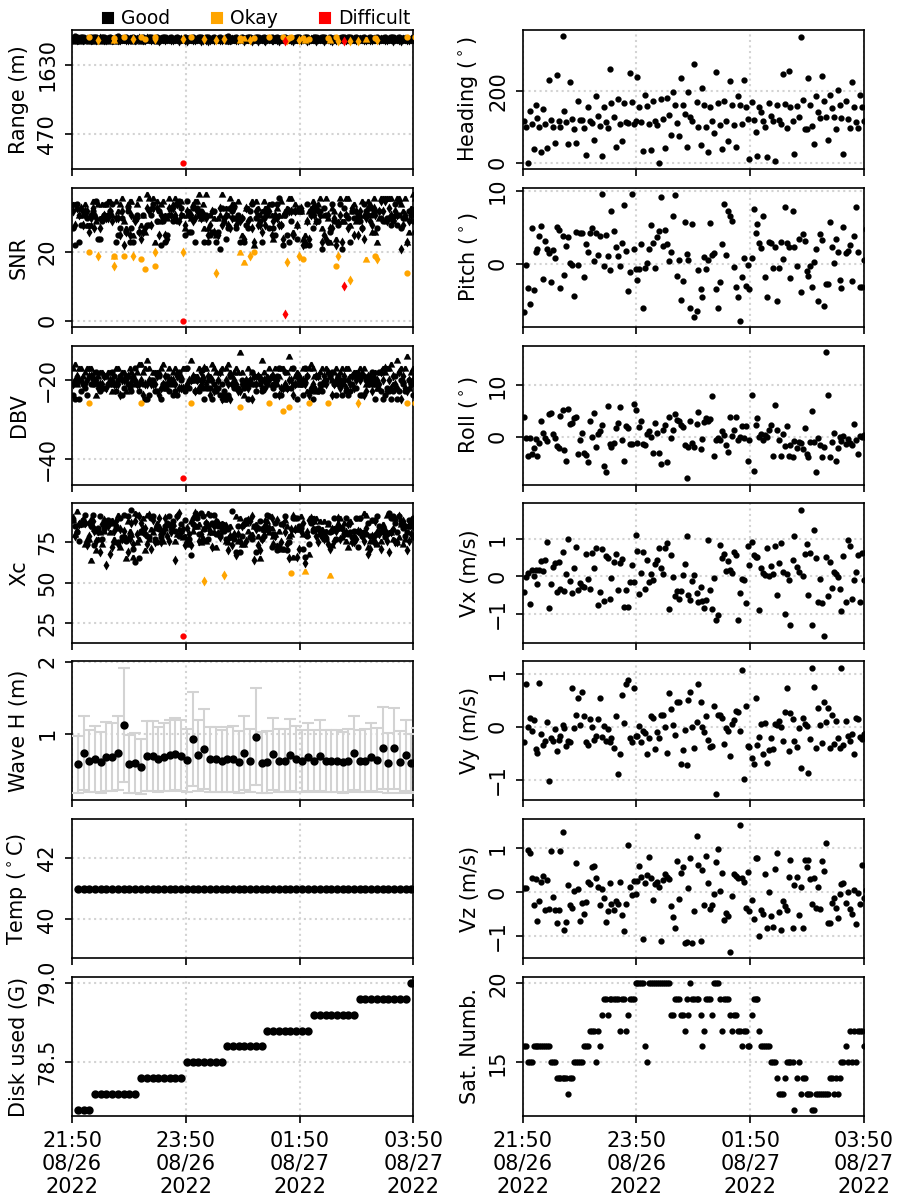 Good Okay Difficult
Range (m)
1630
470
Heading (°)
200
0
SNR
20
0
Pitch (°)
10
0
DBV
−20
−40
Roll (°)
10
0
Xc
75
50
25
Vx (m/s)
1
0
−1
Wave H (m)
2
1
Vy (m/s)
1
0
−1
Temp (°C)
42
40
Vz (m/s)
1
0
−1
Disk used (G)
79.0
78.5
Sat. Numb.
20
15
21:50 23:50 01:50 03:50
08/26 08/26 08/27 08/27
2022 2022 2022 2022
21:50 23:50 01:50 03:50
08/26 08/26 08/27 08/27
2022 2022 2022 2022